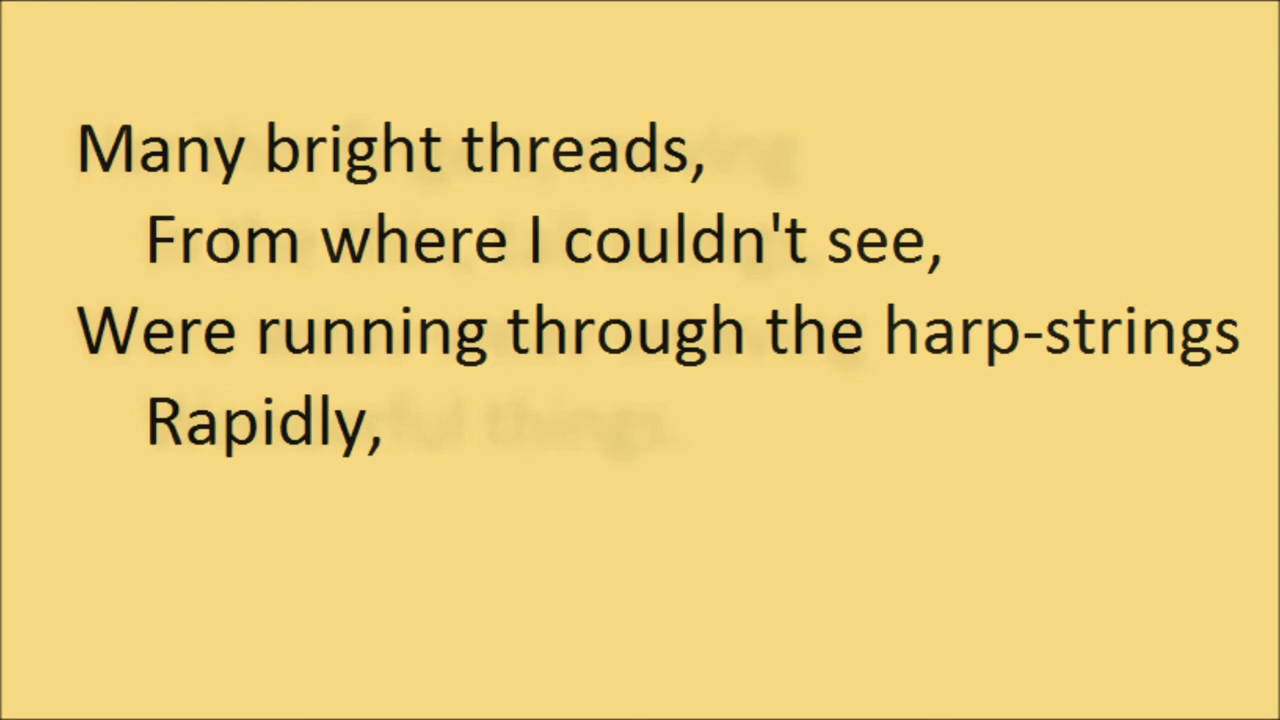 Many bright threads,
From where I couldn't see,
Were running through the harp-strings
Rapidly,